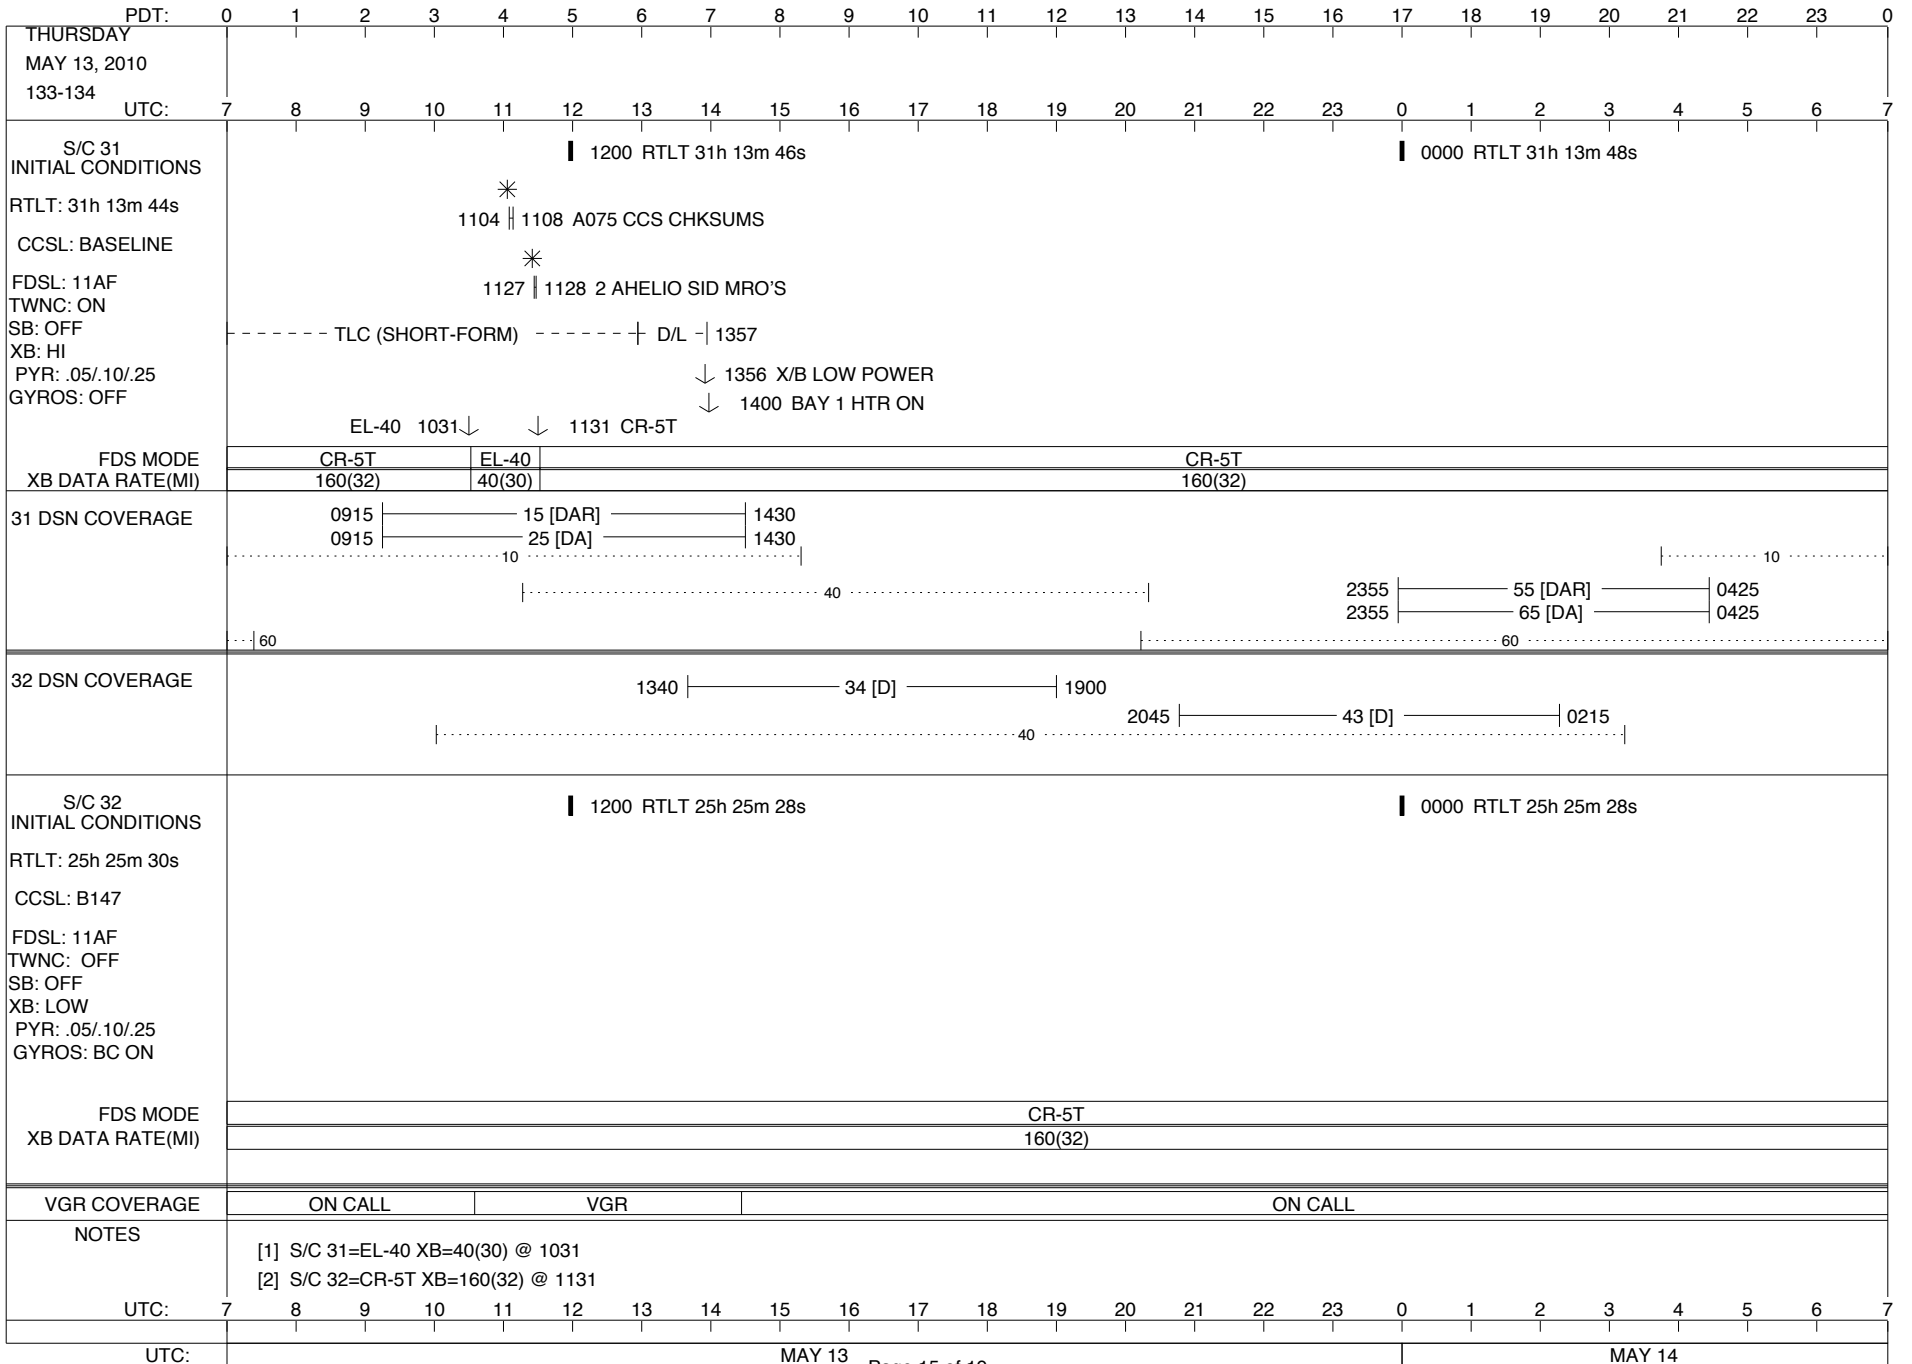 PDT: 0 1 2 3 4 5 6 7 8 9 10 11 12 13 14 15 16 17 18 19 20 21 22 23 0
THURSDAY
MAY 13, 2010
133-134
UTC: 7 8 9 10 11 12 13 14 15 16 17 18 19 20 21 22 23 0 1 2 3 4 5 6 7
S/C 31
INITIAL CONDITIONS
1200 RTLT 31h 13m 46s
0000 RTLT 31h 13m 48s
RTLT: 31h 13m 44s
1104 1108 A075 CCS CHKSUMS
CCSL: BASELINE
FDSL: 11AF
1127 1128 2 AHELIO SID MRO'S
TWNC: ON
SB: OFF
TLC (SHORT-FORM) D/L 1357
XB: HI
PYR: .05/.10/.25
1356 X/B LOW POWER
GYROS: OFF
1400 BAY 1 HTR ON
EL-40 1031 1131 CR-5T
FDS MODE CR-5T EL-40 CR-5T
XB DATA RATE(MI) 160(32) 40(30) 160(32)
31 DSN COVERAGE
0915 15 [DAR] 1430
0915 25 [DA] 1430
10 10
40
2355 55 [DAR] 0425
2355 65 [DA] 0425
60 60
32 DSN COVERAGE
1340 34 [D] 1900
2045 43 [D] 0215
40
S/C 32
INITIAL CONDITIONS
1200 RTLT 25h 25m 28s
0000 RTLT 25h 25m 28s
RTLT: 25h 25m 30s
CCSL: B147
FDSL: 11AF
TWNC: OFF
SB: OFF
XB: LOW
PYR: .05/.10/.25
GYROS: BC ON
FDS MODE CR-5T
XB DATA RATE(MI) 160(32)
VGR COVERAGE ON CALL VGR ON CALL
NOTES
[1] S/C 31=EL-40 XB=40(30) @ 1031
[2] S/C 32=CR-5T XB=160(32) @ 1131
UTC: 7 8 9 10 11 12 13 14 15 16 17 18 19 20 21 22 23 0 1 2 3 4 5 6 7
UTC: MAY 13 MAY 14